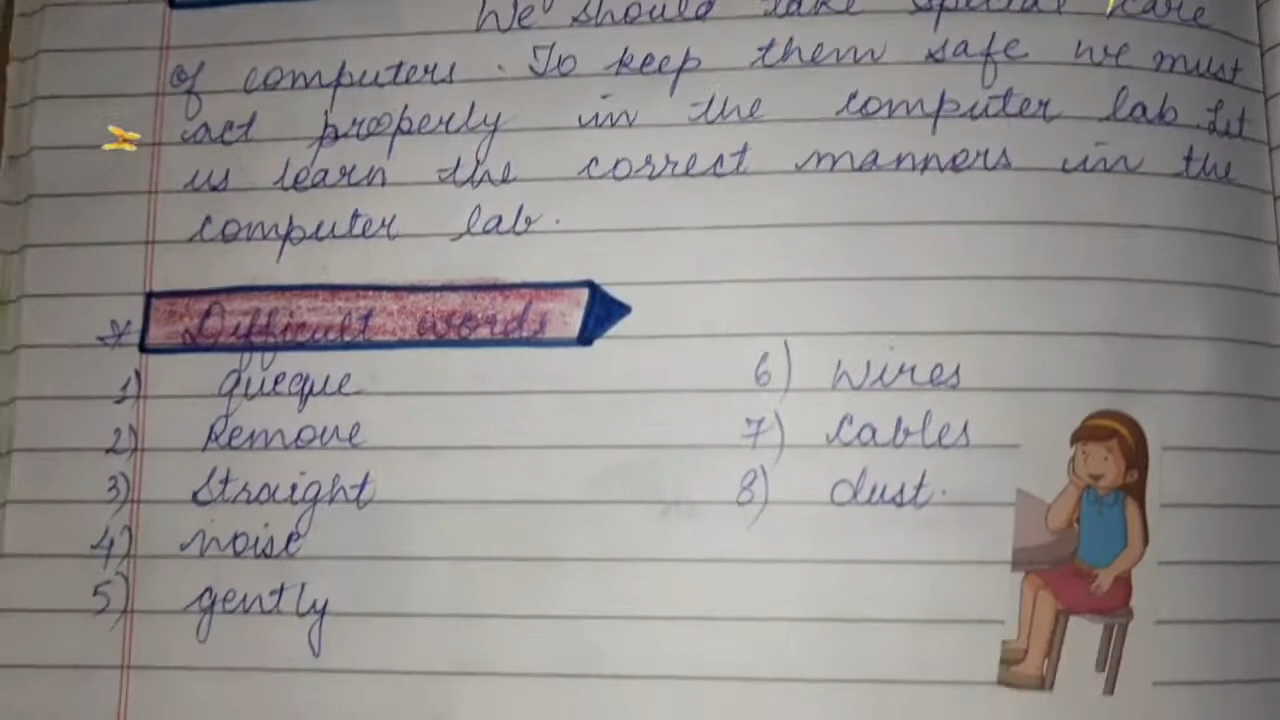 We should take special care
of computers. To keep them safe we must
act properly in the computer lab. Let
us learn the correct manners in the
computer lab.
* Difficult words
1) queque
2) Remove
3) Straight
4) noise
5) gently
6) wires
7) cables
8) dust.